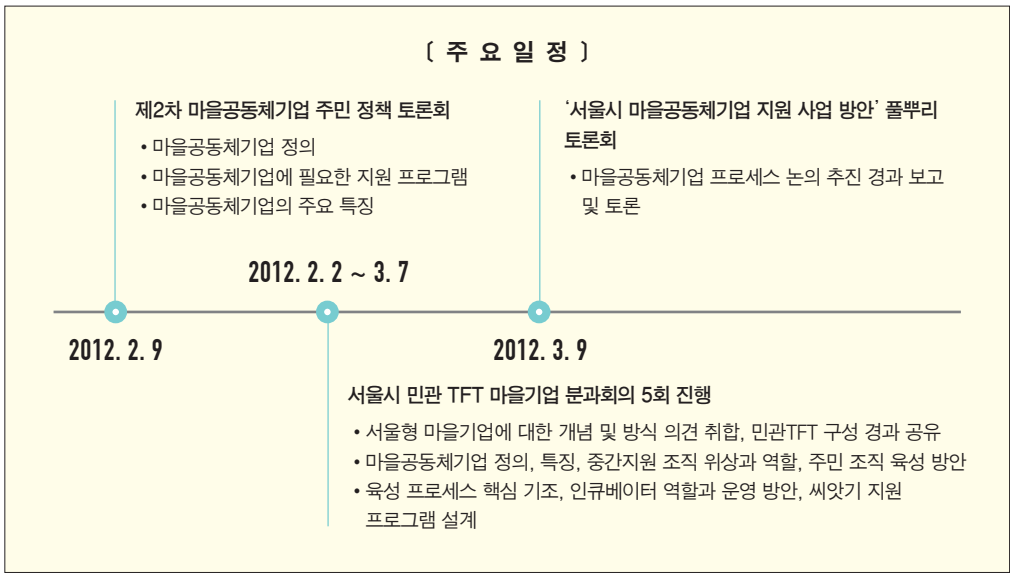 〔 주 요 일 정 〕
제2차 마을공동체기업 주민 정책 토론회
• 마을공동체기업 정의
• 마을공동체기업에 필요한 지원 프로그램
• 마을공동체기업의 주요 특징
2012. 2. 9
2012. 2. 2 ~ 3. 7
서울시 민관 TFT 마을기업 분과회의 5회 진행
• 서울형 마을기업에 대한 개념 및 방식 의견 취합, 민관TFT 구성 경과 공유
• 마을공동체기업 정의, 특징, 중간지원 조직 위상과 역할, 주민 조직 육성 방안
• 육성 프로세스 핵심 기조, 인큐베이터 역할과 운영 방안, 씨앗기 지원
프로그램 설계
‘서울시 마을공동체기업 지원 사업 방안’ 풀뿌리
토론회
• 마을공동체기업 프로세스 논의 추진 경과 보고
및 토론
2012. 3. 9